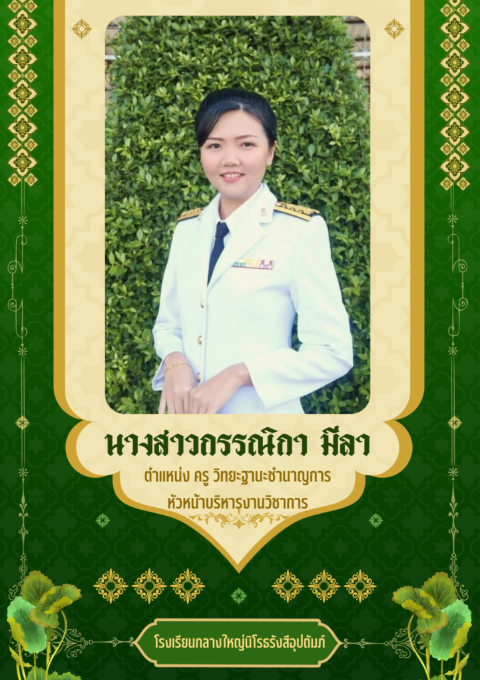 นางสาวกรรณิกา มีลา
ตำแหน่ง ครู วิทยะฐานะชำนาญการ
หัวหน้าบริหารุงานวิชาการ
โรงเรียนกลางใหญ่นิโรธรังสีอุปถัมภ์